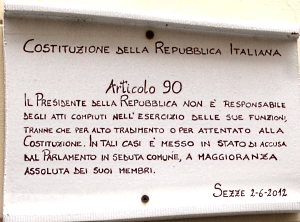 COSTITUZIONE DELLA REPUBBLICA ITALIANA
Articolo 90
IL PRESIDENTE DELLA REPUBBLICA NON È RESPONSABILE
DEGLI ATTI COMPIUTI NELL'ESERCIZIO DELLE SUE FUNZIONI,
TRANNE CHE PER ALTO TRADIMENTO O PER ATTENTATO ALLA
COSTITUZIONE. IN TALI CASI È MESSO IN STATO DI ACCUSA
DAL PARLAMENTO IN SEDUTA COMUNE, A MAGGIORANZA
ASSOLUTA DEI SUOI MEMBRI.
SEZZE 2-6-2012